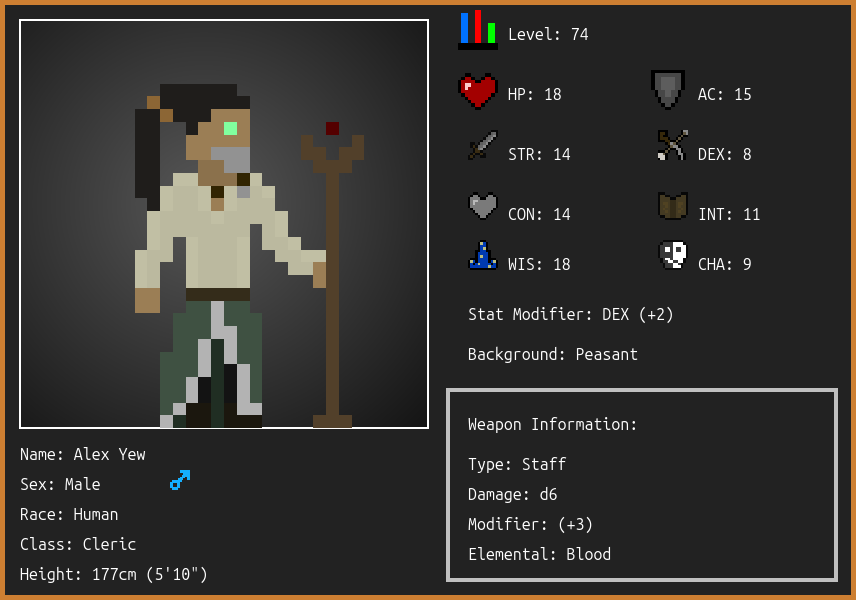 Level: 74
HP: 18
AC: 15
STR: 14
DEX: 8
CON: 14
INT: 11
WIS: 18
CHA: 9
Stat Modifier: DEX (+2)
Background: Peasant
Weapon Information:
Type: Staff
Damage: d6
Modifier: (+3)
Elemental: Blood
Name: Alex Yew
Sex: Male
Race: Human
Class: Cleric
Height: 177cm (5'10")